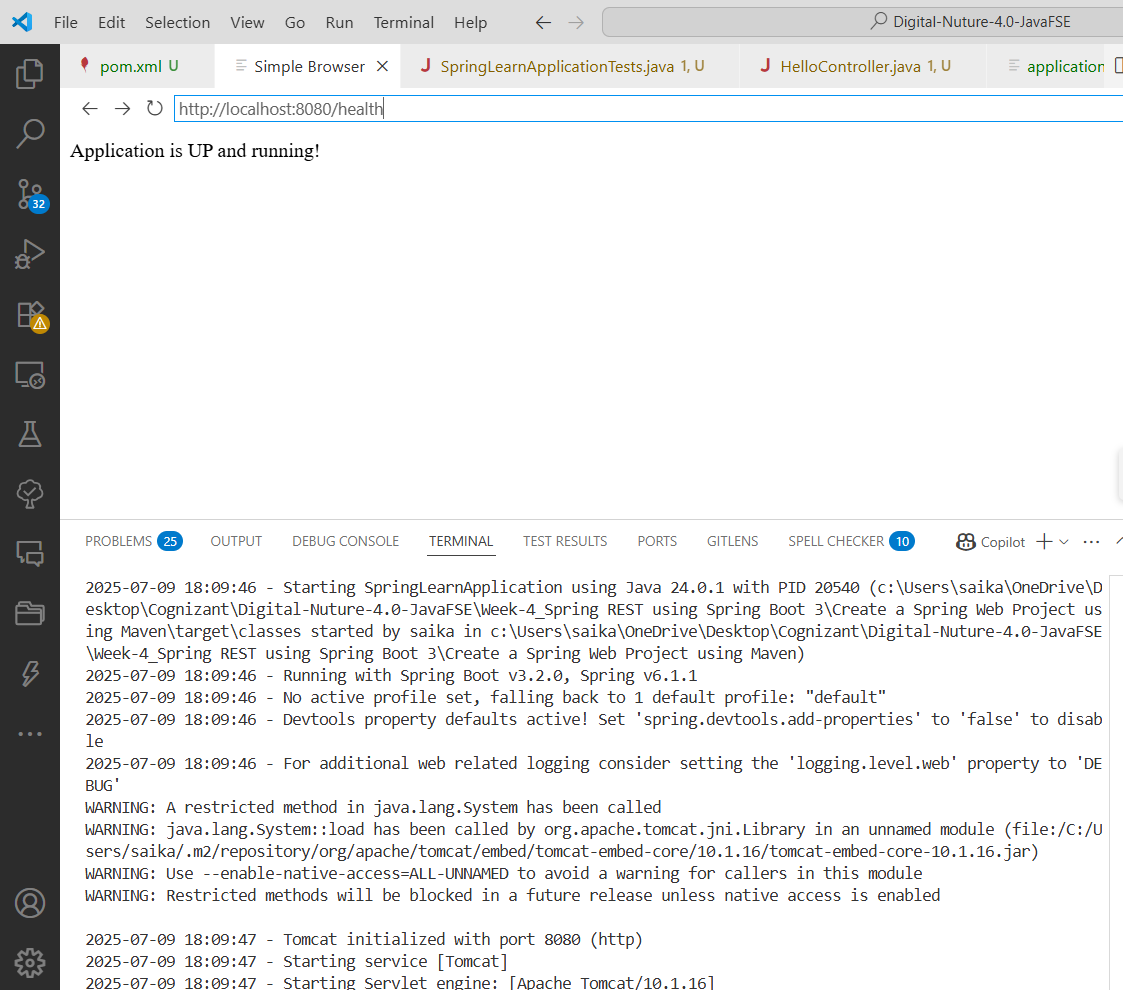 File Edit Selection View Go Run Terminal Help Digital-Nuture-4.0-JavaFSE
pom.xml U Simple Browser SpringLearnApplicationTests.java 1, U HelloController.java 1, U application
http://localhost:8080/health
Application is UP and running!
32
PROBLEMS 25 OUTPUT DEBUG CONSOLE TERMINAL TEST RESULTS PORTS GITLENS SPELL CHECKER 10 Copilot
2025-07-09 18:09:46 - Starting SpringLearnApplication using Java 24.0.1 with PID 20540 (c:\Users\saika\OneDrive\D
esktop\Cognizant\Digital-Nuture-4.0-JavaFSE\Week-4_Spring REST using Spring Boot 3\Create a Spring Web Project us
ing Maven\target\classes started by saika in c:\Users\saika\OneDrive\Desktop\Cognizant\Digital-Nuture-4.0-JavaFSE
\Week-4_Spring REST using Spring Boot 3\Create a Spring Web Project using Maven)
2025-07-09 18:09:46 - Running with Spring Boot v3.2.0, Spring v6.1.1
2025-07-09 18:09:46 - No active profile set, falling back to 1 default profile: "default"
2025-07-09 18:09:46 - Devtools property defaults active! Set 'spring.devtools.add-properties' to 'false' to disab
le
2025-07-09 18:09:46 - For additional web related logging consider setting the 'logging.level.web' property to 'DE
BUG'
WARNING: A restricted method in java.lang.System has been called
WARNING: java.lang.System::load has been called by org.apache.tomcat.jni.Library in an unnamed module (file:/C:/U
sers/saika/.m2/repository/org/apache/tomcat/embed/tomcat-embed-core/10.1.16/tomcat-embed-core-10.1.16.jar)
WARNING: Use --enable-native-access=ALL-UNNAMED to avoid a warning for callers in this module
WARNING: Restricted methods will be blocked in a future release unless native access is enabled
2025-07-09 18:09:47 - Tomcat initialized with port 8080 (http)
2025-07-09 18:09:47 - Starting service [Tomcat]
2025-07-09 18:09:47 - Starting Servlet engine: [Apache Tomcat/10.1.16]